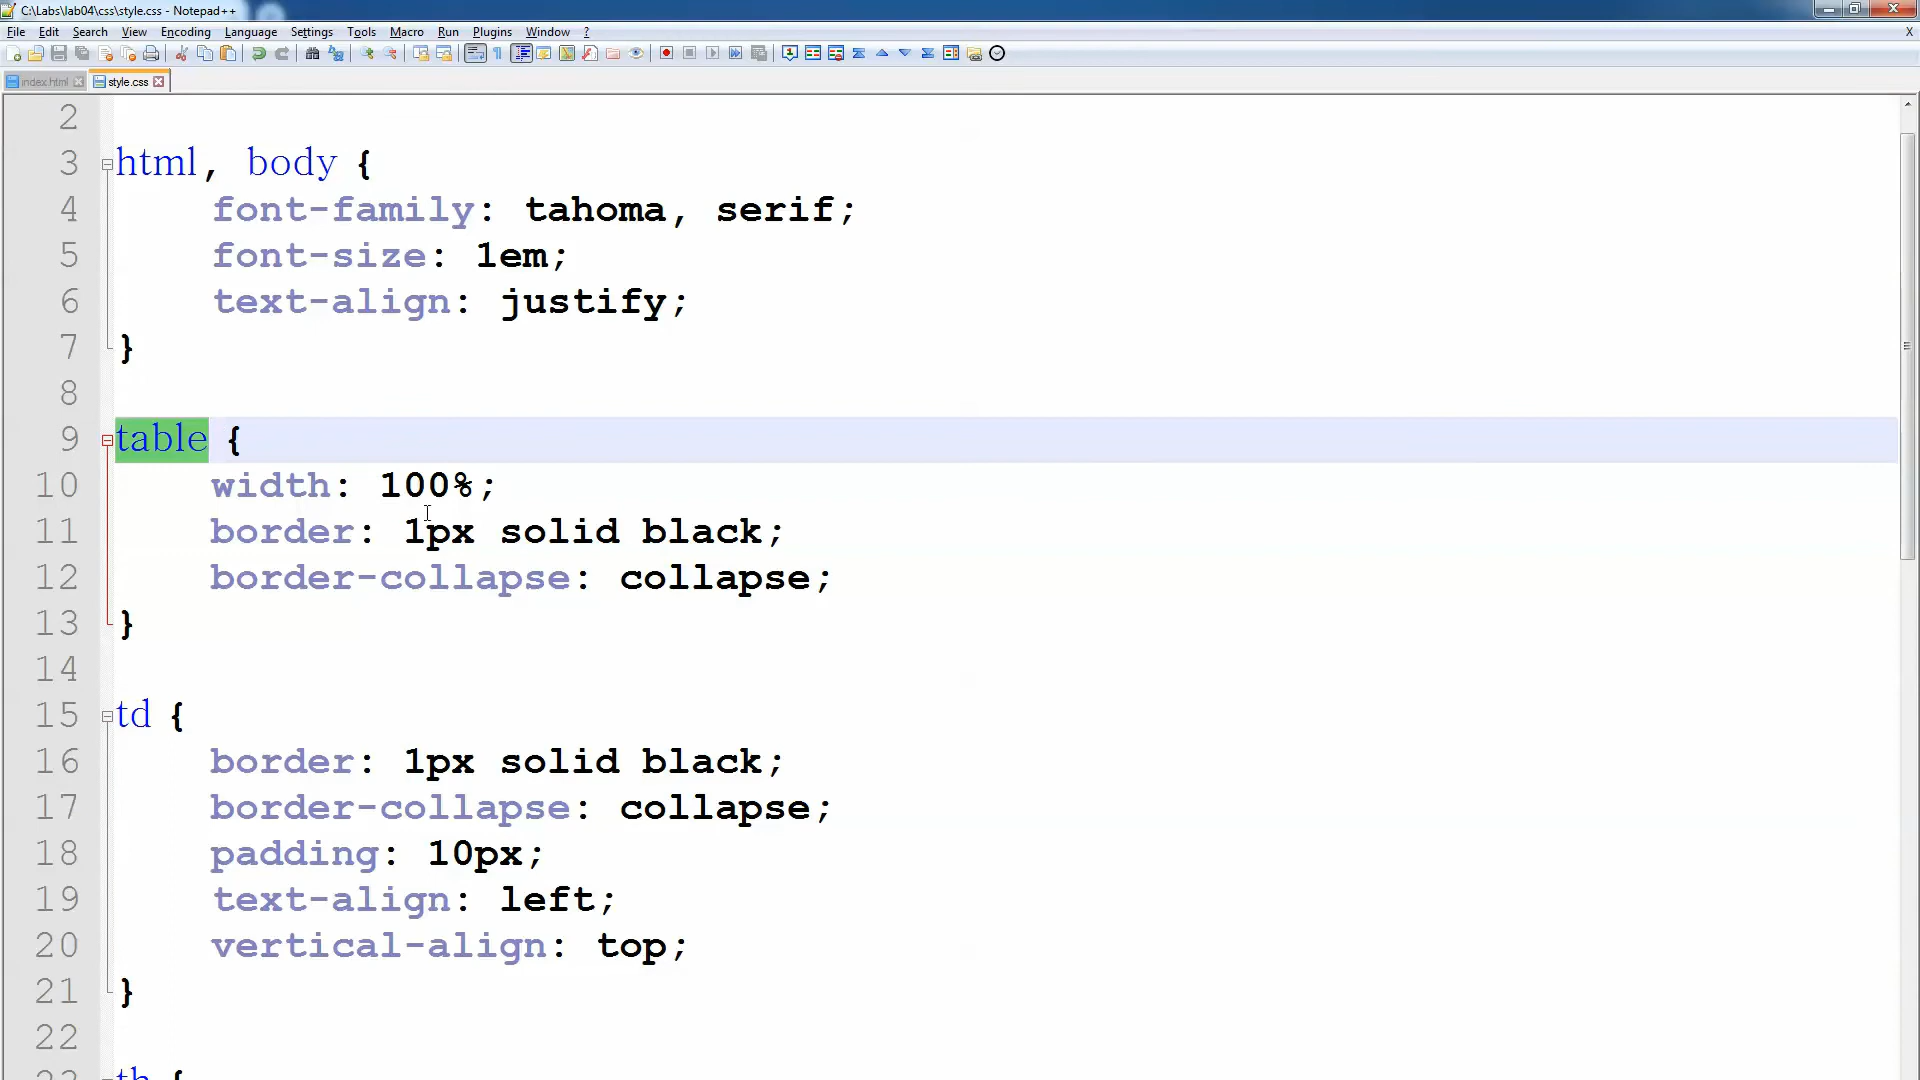 C:\Labs\lab04\css\style.css - Notepad++
File Edit Search View Encoding Language Settings Tools Macro Run Plugins Window ? X
index.html style.css
2
3 html, body {
4 font-family: tahoma, serif;
5 font-size: 1em;
6 text-align: justify;
7 }
8
9 table {
10 width: 100%;
11 border: 1px solid black;
12 border-collapse: collapse;
13 }
14
15 td {
16 border: 1px solid black;
17 border-collapse: collapse;
18 padding: 10px;
19 text-align: left;
20 vertical-align: top;
21 }
22
23 th {